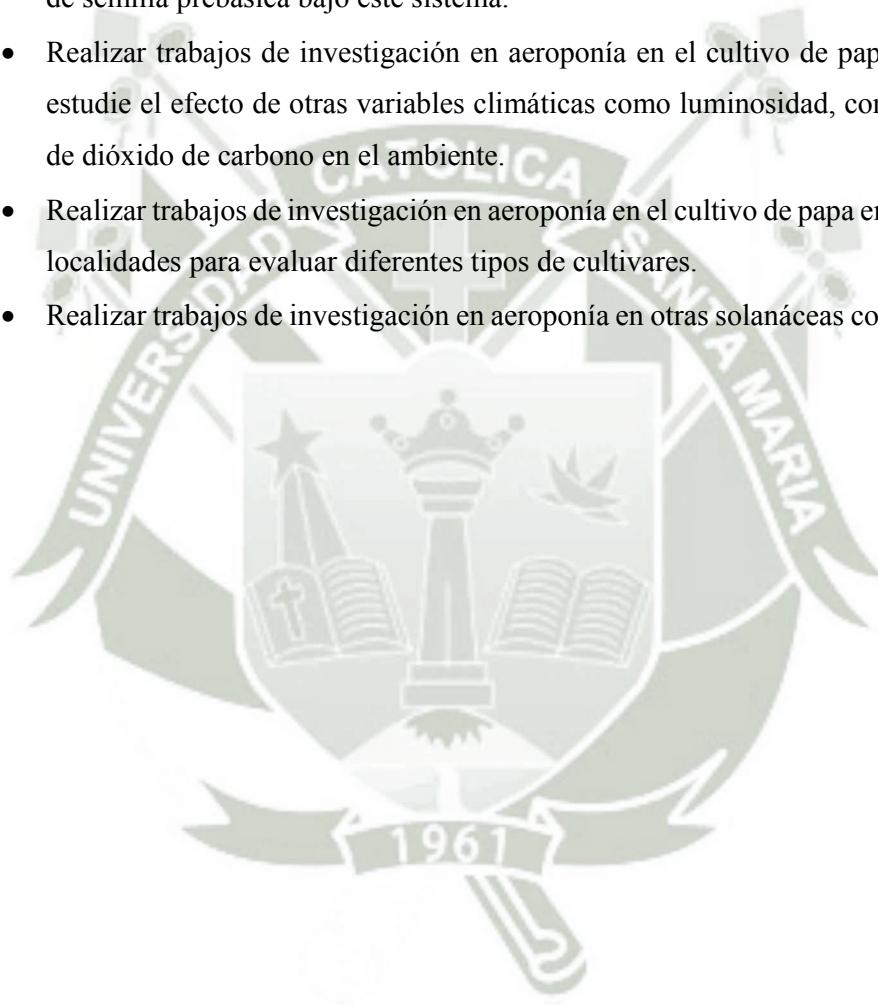 de semilla prebásica bajo este sistema.
• Realizar trabajos de investigación en aeroponía en el cultivo de pap
estudie el efecto de otras variables climáticas como luminosidad, con
de dióxido de carbono en el ambiente.
• Realizar trabajos de investigación en aeroponía en el cultivo de papa en
localidades para evaluar diferentes tipos de cultivares.
• Realizar trabajos de investigación en aeroponía en otras solanáceas co
UNIVERSIDAD CATOLICA SANTA MARIA
1961